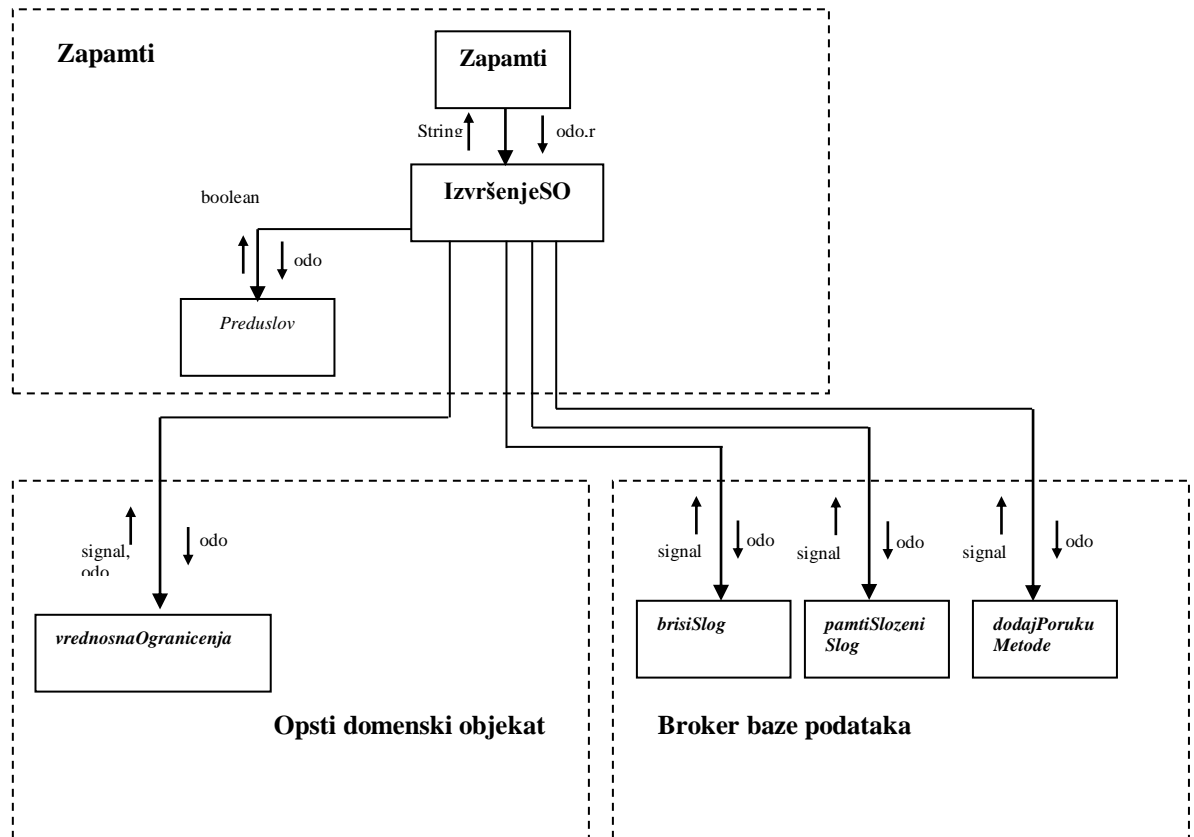 Zapamti
Zapamti
String
odo.r
IzvršenjeSO
boolean
odo
Preduslov
signal,
odo
odo
signal
odo
signal
odo
signal
odo
vrednosnaOgranicenja
brisiSlog
pamtiSlozeni
Slog
dodajPoruku
Metode
Opsti domenski objekat
Broker baze podataka